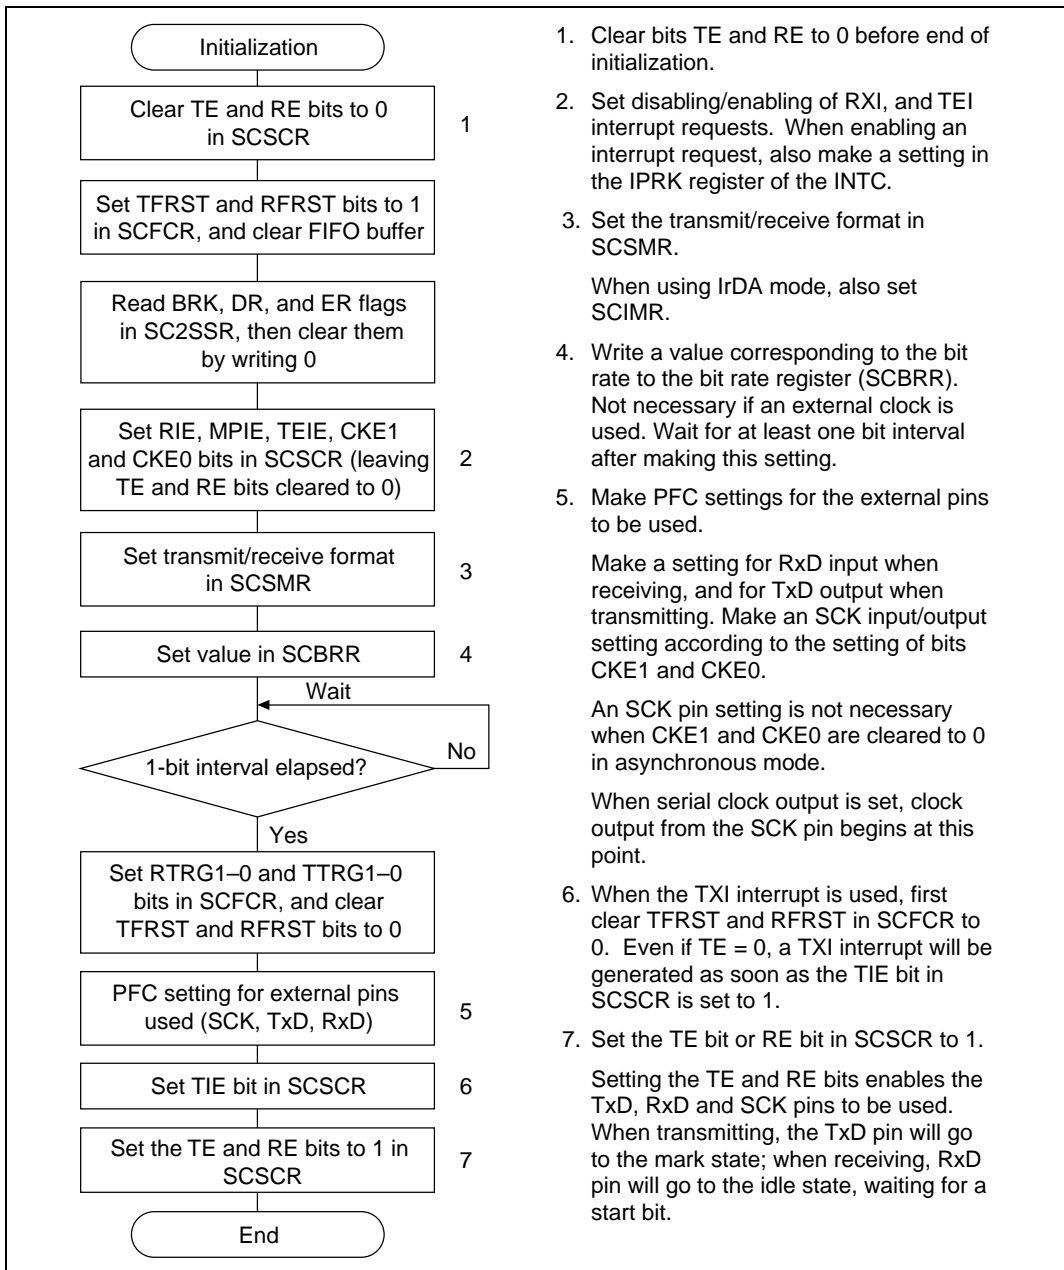 Initialization
Clear TE and RE bits to 0
in SCSCR
1
Set TFRST and RFRST bits to 1
in SCFCR, and clear FIFO buffer
Read BRK, DR, and ER flags
in SC2SSR, then clear them
by writing 0
Set RIE, MPIE, TEIE, CKE1
and CKE0 bits in SCSCR (leaving
TE and RE bits cleared to 0)
2
Set transmit/receive format
in SCSMR
3
Set value in SCBRR
4
Wait
1-bit interval elapsed?
No
Yes
Set RTRG1–0 and TTRG1–0
bits in SCFCR, and clear
TFRST and RFRST bits to 0
PFC setting for external pins
used (SCK, TxD, RxD)
5
Set TIE bit in SCSCR
6
Set the TE and RE bits to 1 in
SCSCR
7
End
1. Clear bits TE and RE to 0 before end of
initialization.
2. Set disabling/enabling of RXI, and TEI
interrupt requests. When enabling an
interrupt request, also make a setting in
the IPRK register of the INTC.
3. Set the transmit/receive format in
SCSMR.
When using IrDA mode, also set
SCIMR.
4. Write a value corresponding to the bit
rate to the bit rate register (SCBRR).
Not necessary if an external clock is
used. Wait for at least one bit interval
after making this setting.
5. Make PFC settings for the external pins
to be used.
Make a setting for RxD input when
receiving, and for TxD output when
transmitting. Make an SCK input/output
setting according to the setting of bits
CKE1 and CKE0.
An SCK pin setting is not necessary
when CKE1 and CKE0 are cleared to 0
in asynchronous mode.
When serial clock output is set, clock
output from the SCK pin begins at this
point.
6. When the TXI interrupt is used, first
clear TFRST and RFRST in SCFCR to
0. Even if TE = 0, a TXI interrupt will be
generated as soon as the TIE bit in
SCSCR is set to 1.
7. Set the TE bit or RE bit in SCSCR to 1.
Setting the TE and RE bits enables the
TxD, RxD and SCK pins to be used.
When transmitting, the TxD pin will go
to the mark state; when receiving, RxD
pin will go to the idle state, waiting for a
start bit.